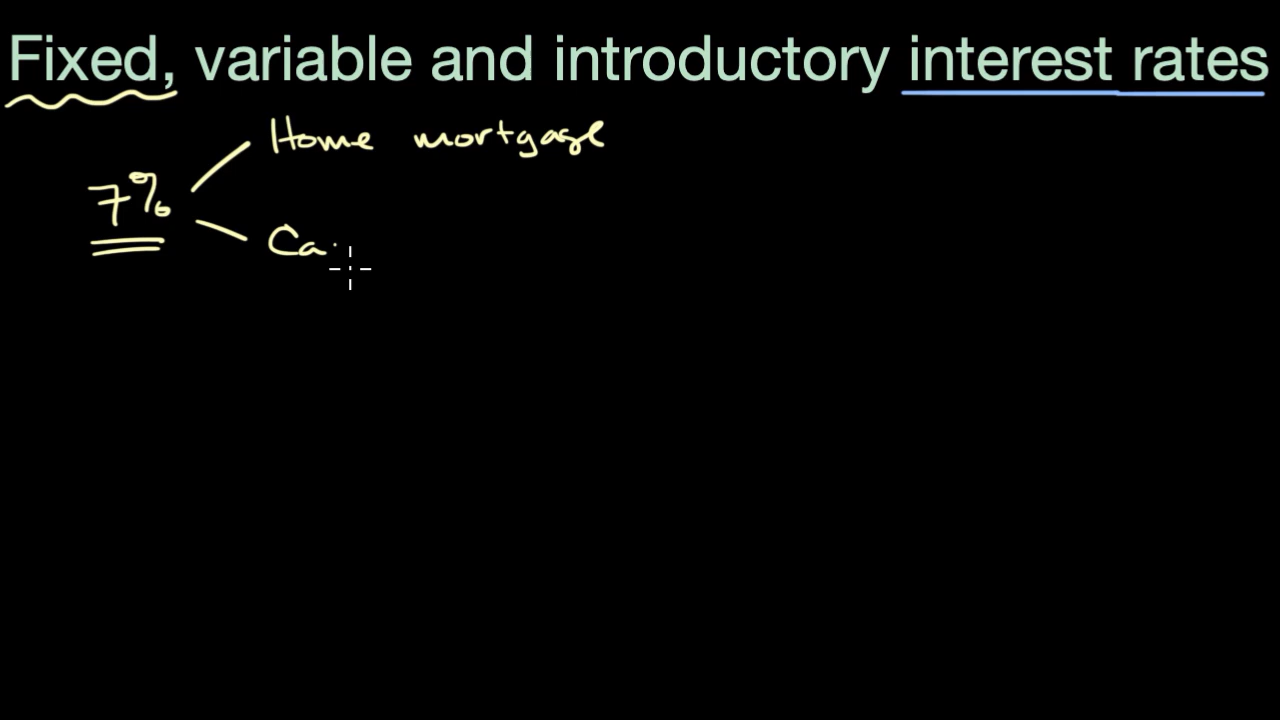 Fixed, variable and introductory interest rates
Home mortgage
7%
Ca